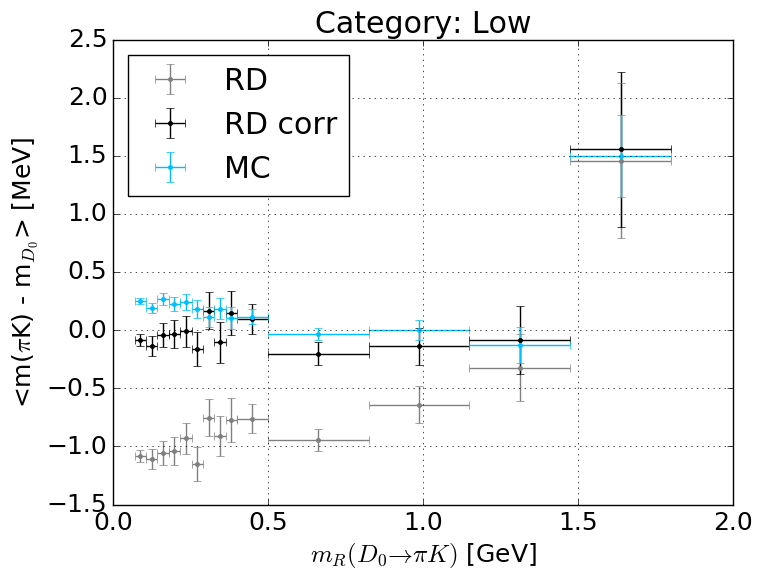 Category: Low
2.5
2.0
1.5
1.0
0.5
0.0
−0.5
−1.0
−1.5
<m(πK) - m_{D_0}> [MeV]
RD
RD corr
MC
0.0 0.5 1.0 1.5 2.0
m_R(D_0→πK) [GeV]